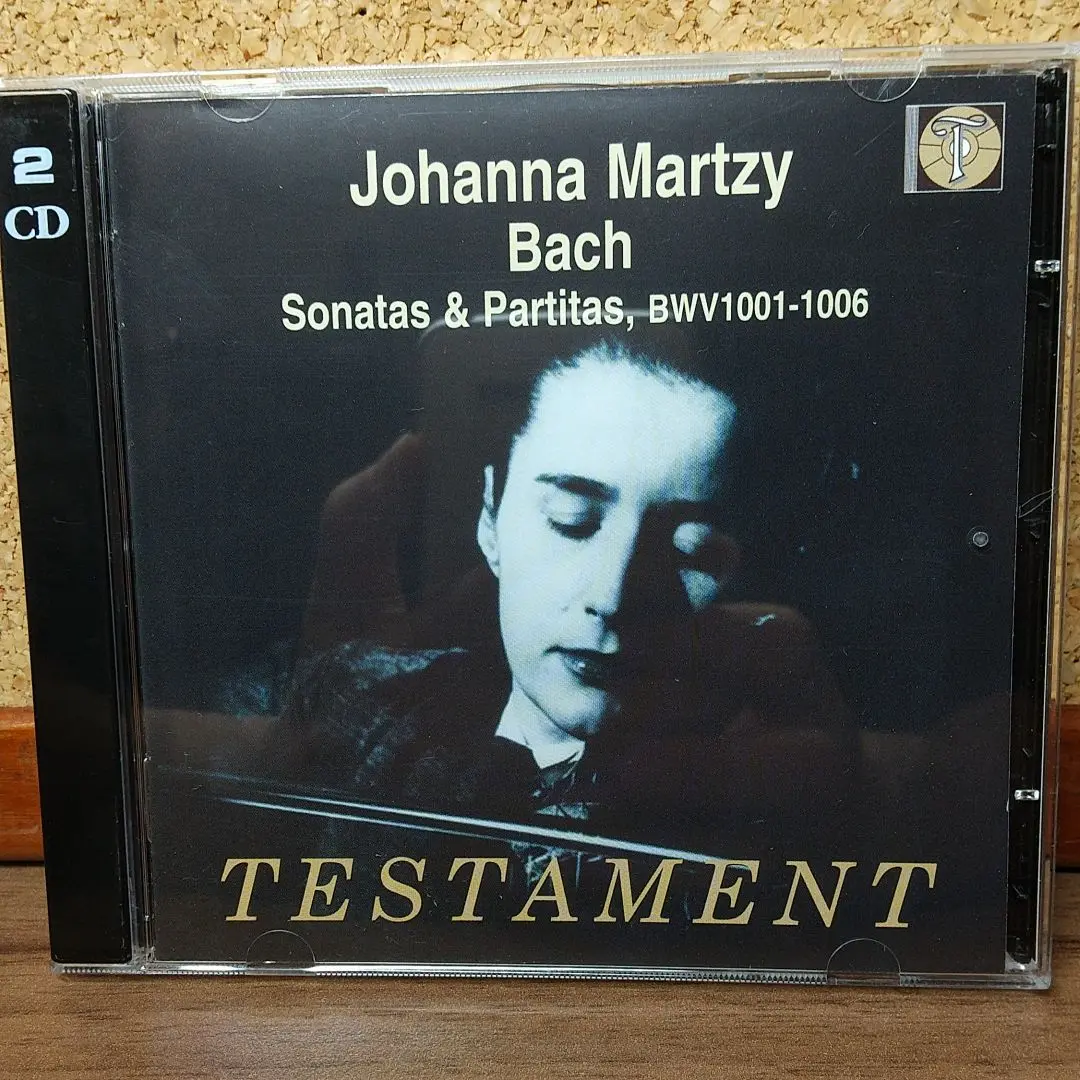 2
CD
Johanna Martzy
Bach
Sonatas & Partitas, BWV1001-1006
T
TESTAMENT